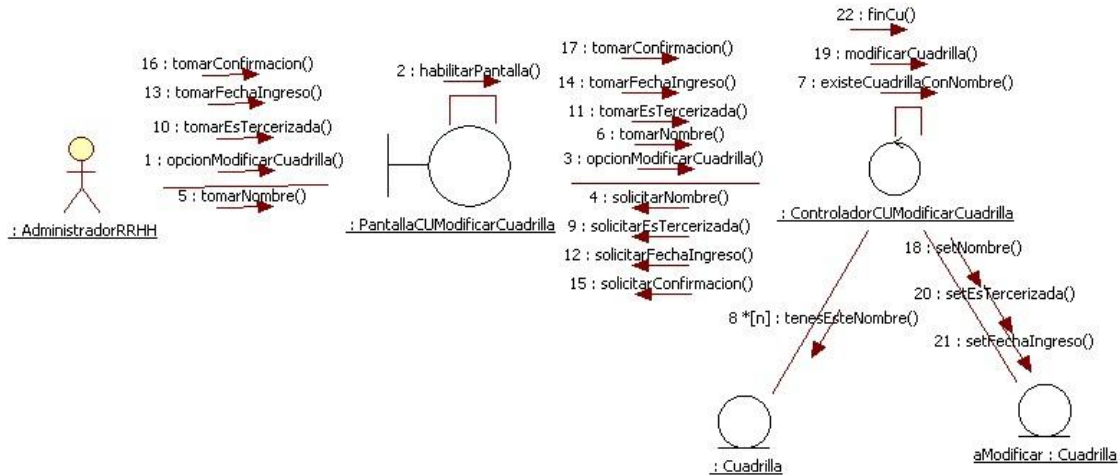 22 : finCu()
17 : tomarConfirmacion()
19 : modificarCuadrilla()
16 : tomarConfirmacion()
2 : habilitarPantalla()
14 : tomarFechaIngreso()
7 : existeCuadrillaConNombre()
13 : tomarFechaIngreso()
11 : tomarEsTercerizada()
10 : tomarEsTercerizada()
6 : tomarNombre()
1 : opcionModificarCuadrilla()
3 : opcionModificarCuadrilla()
5 : tomarNombre()
4 : solicitarNombre()
: AdministradorRRHH
: PantallaCUModificarCuadrilla
: ControladorCUModificarCuadrilla
9 : solicitarEsTercerizada()
18 : setNombre()
12 : solicitarFechaIngreso()
15 : solicitarConfirmacion()
20 : setEsTercerizada()
8 *[n] : tenesEsteNombre()
21 : setFechaIngreso()
: Cuadrilla
aModificar : Cuadrilla